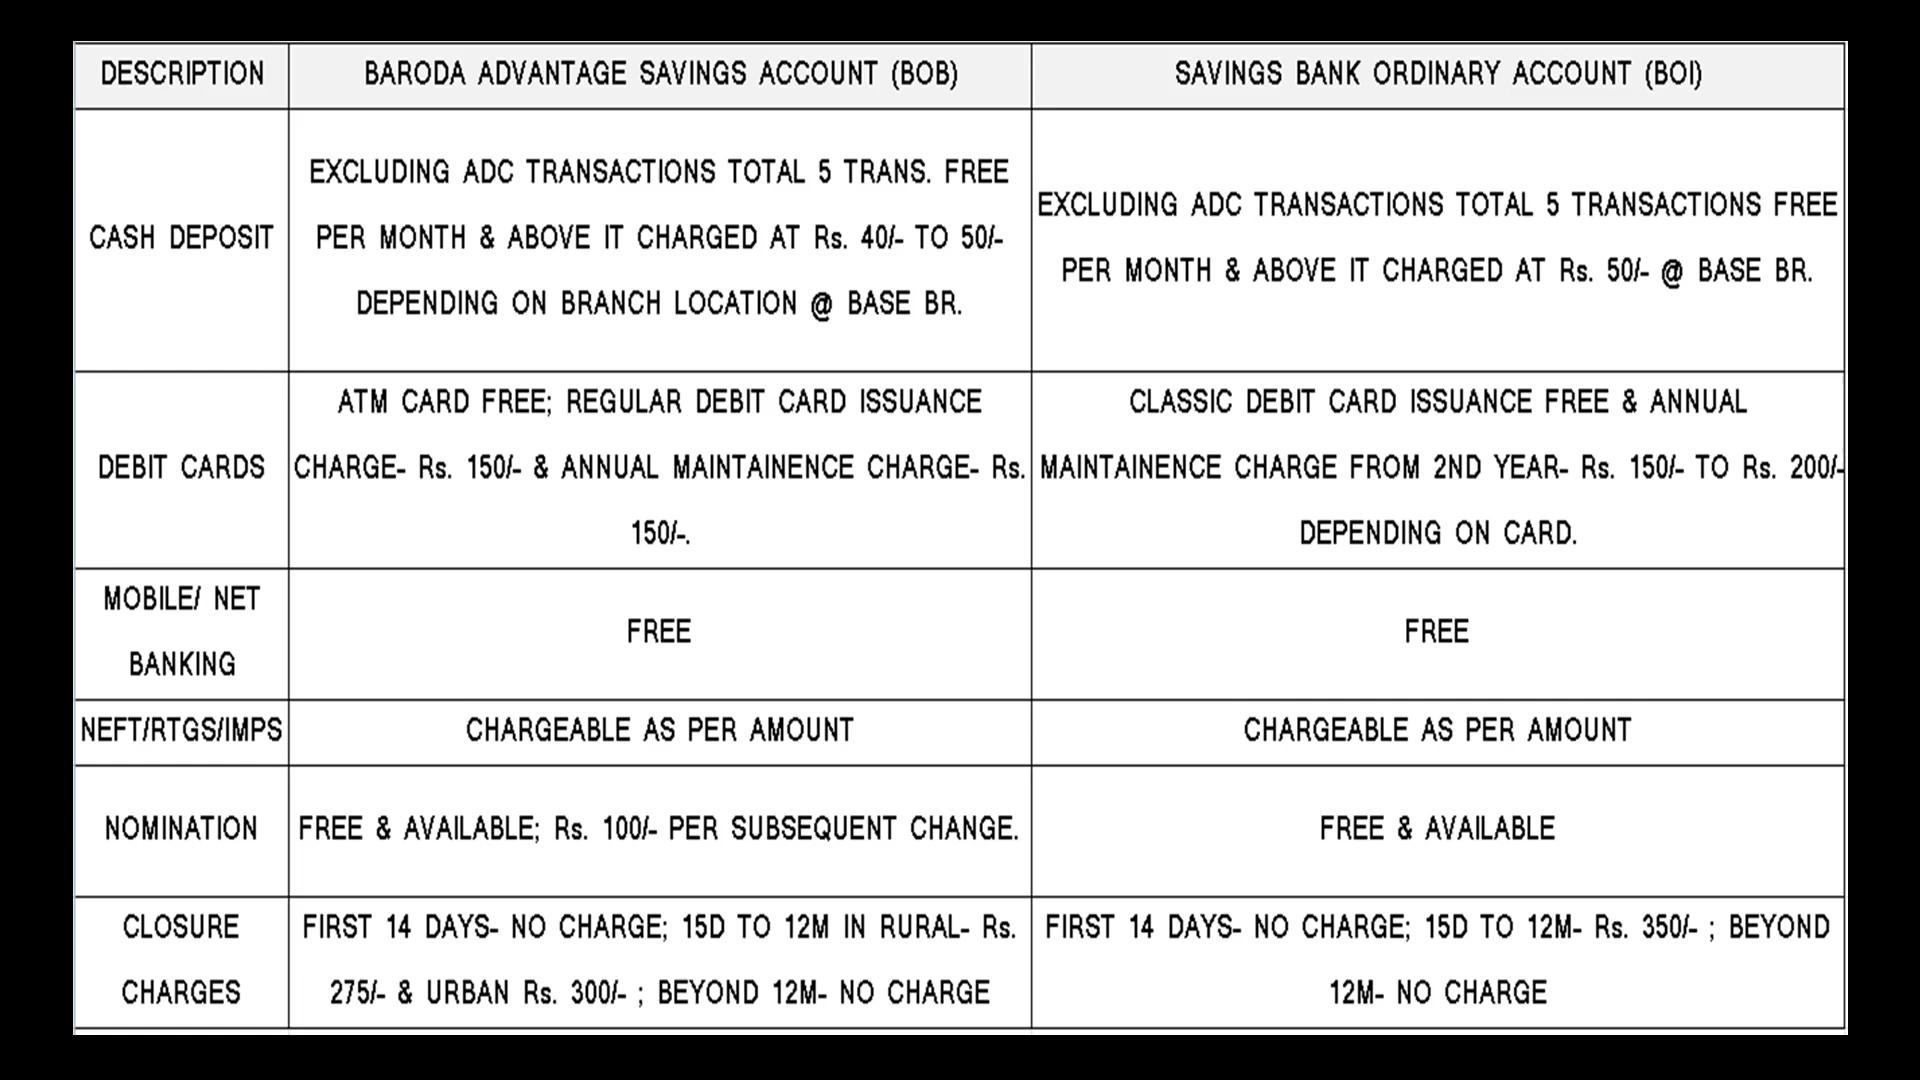 DESCRIPTION
BARODA ADVANTAGE SAVINGS ACCOUNT (BOB)
SAVINGS BANK ORDINARY ACCOUNT (BOI)
CASH DEPOSIT
EXCLUDING ADC TRANSACTIONS TOTAL 5 TRANS. FREE
PER MONTH & ABOVE IT CHARGED AT Rs. 40/- TO 50/-
DEPENDING ON BRANCH LOCATION @ BASE BR.
EXCLUDING ADC TRANSACTIONS TOTAL 5 TRANSACTIONS FREE
PER MONTH & ABOVE IT CHARGED AT Rs. 50/- @ BASE BR.
DEBIT CARDS
ATM CARD FREE; REGULAR DEBIT CARD ISSUANCE
CHARGE- Rs. 150/- & ANNUAL MAINTAINENCE CHARGE- Rs.
150/-.
CLASSIC DEBIT CARD ISSUANCE FREE & ANNUAL
MAINTAINENCE CHARGE FROM 2ND YEAR- Rs. 150/- TO Rs. 200/-
DEPENDING ON CARD.
MOBILE/ NET
BANKING
FREE
FREE
NEFT/RTGS/IMPS
CHARGEABLE AS PER AMOUNT
CHARGEABLE AS PER AMOUNT
NOMINATION
FREE & AVAILABLE; Rs. 100/- PER SUBSEQUENT CHANGE.
FREE & AVAILABLE
CLOSURE
CHARGES
FIRST 14 DAYS- NO CHARGE; 15D TO 12M IN RURAL- Rs.
275/- & URBAN Rs. 300/- ; BEYOND 12M- NO CHARGE
FIRST 14 DAYS- NO CHARGE; 15D TO 12M- Rs. 350/- ; BEYOND
12M- NO CHARGE